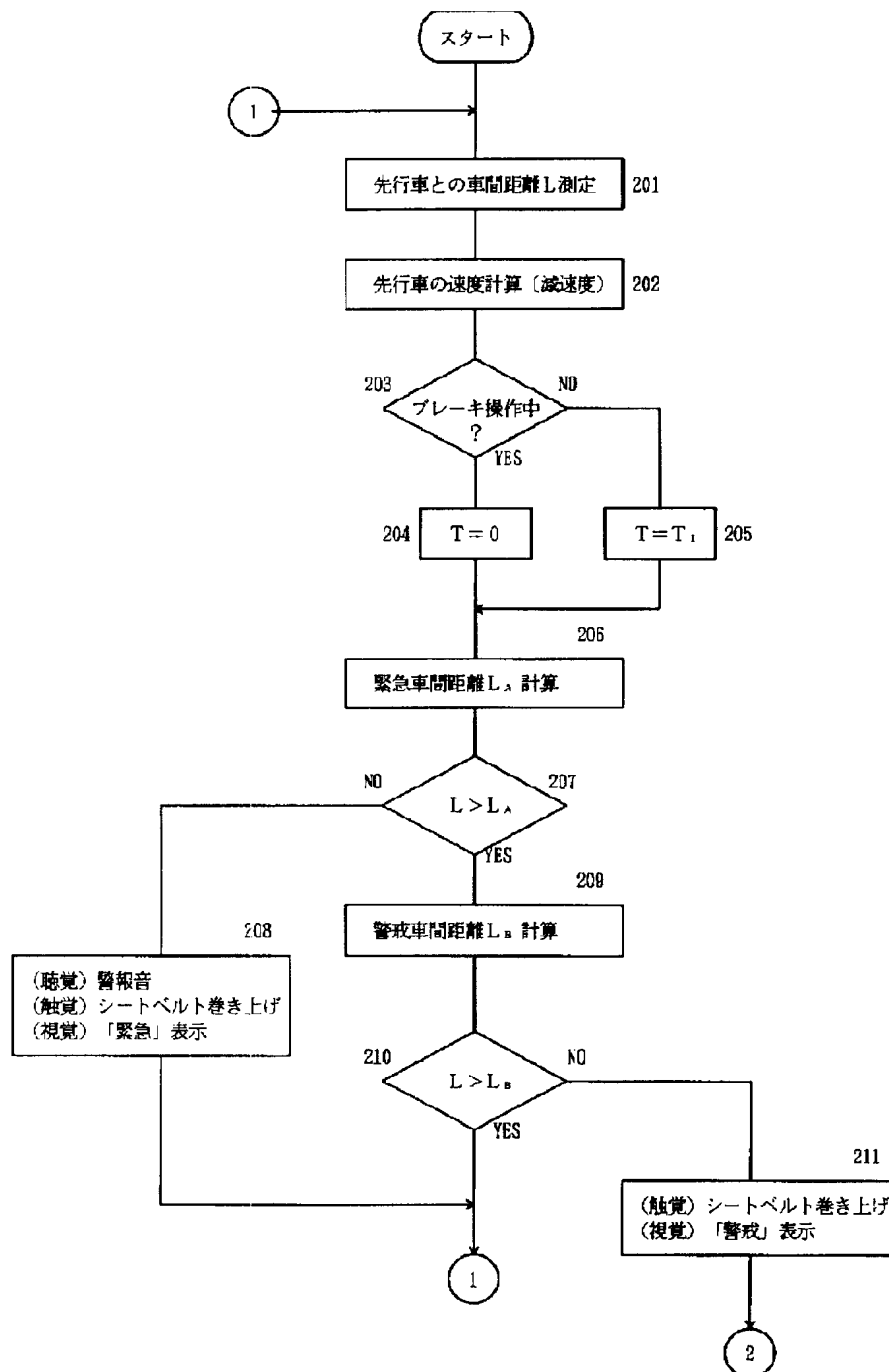 スタート
1
先行車との車間距離L測定
201
先行車の速度計算(減速度)
202
203
NO
ブレーキ操作中
?
YES
204
T=0
T=T₁
205
206
緊急車間距離L_A計算
NO
207
L>L_A
YES
209
警戒車間距離L_B計算
208
(聴覚)警報音
(触覚)シートベルト巻き上げ
(視覚)「緊急」表示
210
NO
L>L_B
YES
211
(触覚)シートベルト巻き上げ
(視覚)「警戒」表示
1
2